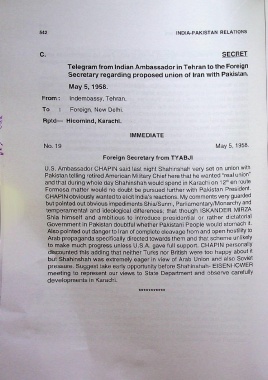 542 INDIA-PAKISTAN RELATIONS
C. SECRET
Telegram from Indian Ambassador in Tehran to the Foreign
Secretary regarding proposed union of Iran with Pakistan.
May 5, 1958.
From : Indembassy, Tehran.
To : Foreign, New Delhi.
Rptd— Hicomind, Karachi.
IMMEDIATE
No. 19 May 5, 1958.
Foreign Secretary from TYABJI
U.S. Ambassador CHAPIN said last night Shahinshah very set on union with
Pakistan telling retired American Military Chief here that he wanted "real union"
and that during whole day Shahinshah would spend in Karachi on 12th en route
Formosa matter would no doubt be pursued further with Pakistan President.
CHAPIN obviously wanted to elicit India's reactions. My comments very guarded
but pointed out obvious impediments Shia/Sunni, Parliamentary/Monarchy and
temperamental and ideological differences, that though ISKANDER MIRZA
Shia himself and ambitious to introduce presidential or rather dictatorial
Government in Pakistan doubtful whether Pakistani People would stomach it.
Also pointed out danger to Iran of complete cleavage from and open hostility to
Arab propaganda specifically directed towards them and that scheme unlikely
to make much progress unless U.S.A. gave full support. CHAPIN personally
discounted this adding that neither Turks nor British were too happy about it
but Shahinshah was extremely eager in view of Arab Union and also Soviet
pressure. Suggest take early opportunity before Shahinshah- EISENHOWER
meeting to represent our views to State Department and observe carefully
developments in Karachi.
***********